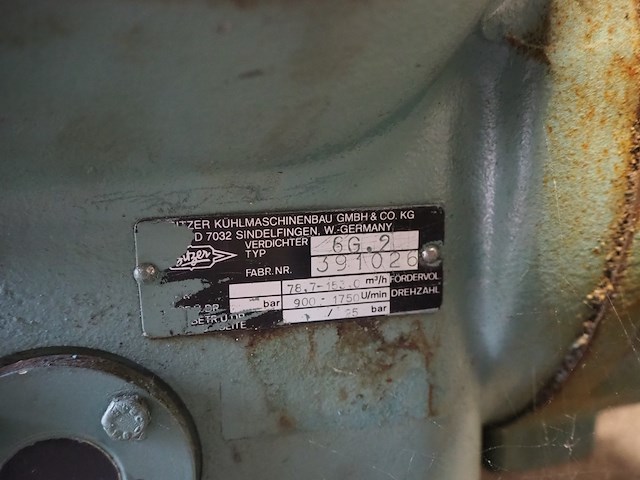 ITZER KÜHLMASCHINENBAU GMBH & CO. KG
D 7032 SINDELFINGEN, W.-GERMANY
VERDICHTER
TYP 6G.2
FABR.NR. 391026
78,7-153.0 m³/h FÖRDERVOL
bar 900-1750 U/min DREHZAHL
/ 25 bar